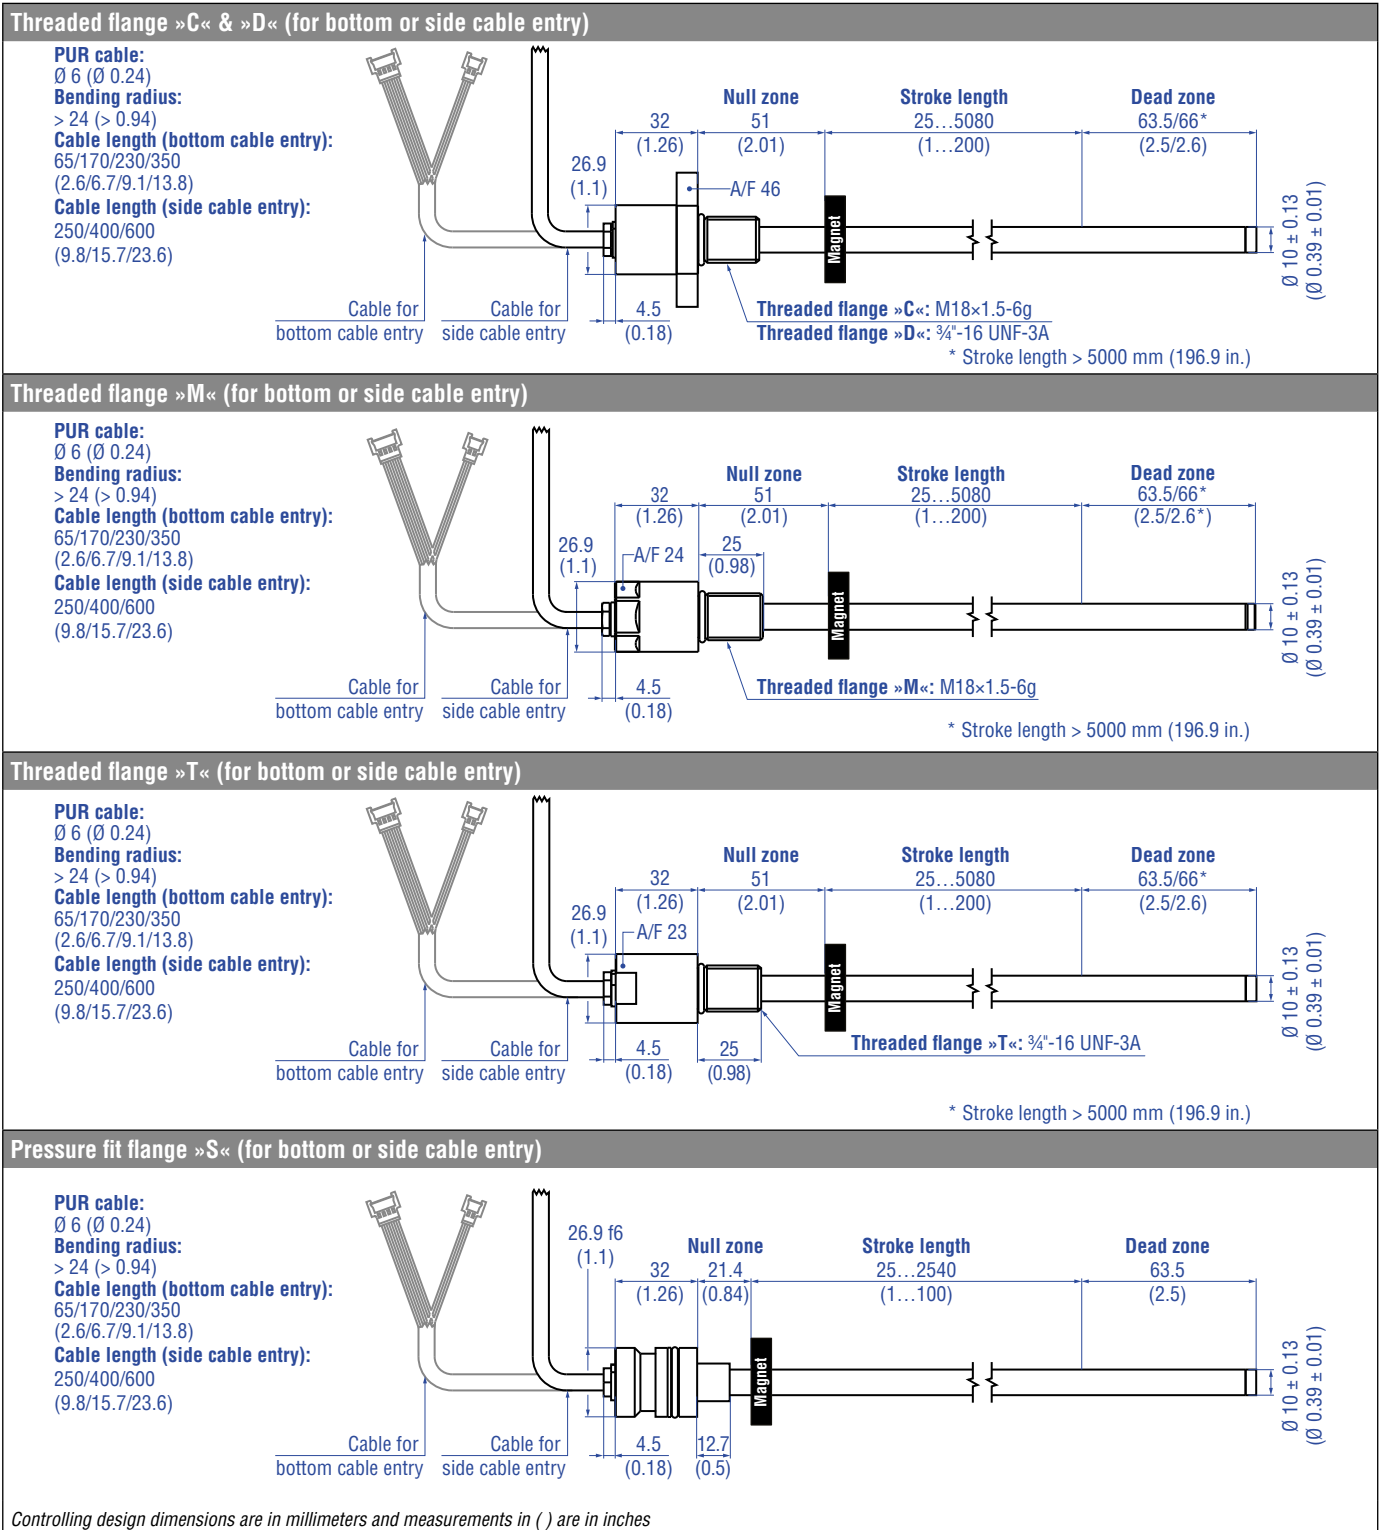 Threaded flange »C« & »D« (for bottom or side cable entry)
PUR cable:
Ø 6 (Ø 0.24)
Bending radius:
> 24 (> 0.94)
Cable length (bottom cable entry):
65/170/230/350
(2.6/6.7/9.1/13.8)
Cable length (side cable entry):
250/400/600
(9.8/15.7/23.6)
Null zone
Stroke length
Dead zone
32
51
25…5080
63.5/66*
(1.26)
(2.01)
(1…200)
(2.5/2.6)
26.9
(1.1)
A/F 46
Magnet
Ø 10 ± 0.13
(Ø 0.39 ± 0.01)
Cable for
bottom cable entry
Cable for
side cable entry
4.5
(0.18)
Threaded flange »C«: M18×1.5-6g
Threaded flange »D«: ¾"-16 UNF-3A
* Stroke length > 5000 mm (196.9 in.)
Threaded flange »M« (for bottom or side cable entry)
PUR cable:
Ø 6 (Ø 0.24)
Bending radius:
> 24 (> 0.94)
Cable length (bottom cable entry):
65/170/230/350
(2.6/6.7/9.1/13.8)
Cable length (side cable entry):
250/400/600
(9.8/15.7/23.6)
Null zone
Stroke length
Dead zone
32
51
25…5080
63.5/66*
(1.26)
(2.01)
(1…200)
(2.5/2.6*)
26.9
(1.1)
A/F 24
25
(0.98)
Magnet
Ø 10 ± 0.13
(Ø 0.39 ± 0.01)
Cable for
bottom cable entry
Cable for
side cable entry
4.5
(0.18)
Threaded flange »M«: M18×1.5-6g
* Stroke length > 5000 mm (196.9 in.)
Threaded flange »T« (for bottom or side cable entry)
PUR cable:
Ø 6 (Ø 0.24)
Bending radius:
> 24 (> 0.94)
Cable length (bottom cable entry):
65/170/230/350
(2.6/6.7/9.1/13.8)
Cable length (side cable entry):
250/400/600
(9.8/15.7/23.6)
Null zone
Stroke length
Dead zone
32
51
25…5080
63.5/66*
(1.26)
(2.01)
(1…200)
(2.5/2.6)
26.9
(1.1)
A/F 23
Magnet
Ø 10 ± 0.13
(Ø 0.39 ± 0.01)
Cable for
bottom cable entry
Cable for
side cable entry
4.5
(0.18)
25
(0.98)
Threaded flange »T«: ¾"-16 UNF-3A
* Stroke length > 5000 mm (196.9 in.)
Pressure fit flange »S« (for bottom or side cable entry)
PUR cable:
Ø 6 (Ø 0.24)
Bending radius:
> 24 (> 0.94)
Cable length (bottom cable entry):
65/170/230/350
(2.6/6.7/9.1/13.8)
Cable length (side cable entry):
250/400/600
(9.8/15.7/23.6)
26.9 f6
(1.1)
Null zone
Stroke length
Dead zone
32
21.4
25…2540
63.5
(1.26)
(0.84)
(1…100)
(2.5)
Magnet
Ø 10 ± 0.13
(Ø 0.39 ± 0.01)
Cable for
bottom cable entry
Cable for
side cable entry
4.5
(0.18)
12.7
(0.5)
Controlling design dimensions are in millimeters and measurements in ( ) are in inches